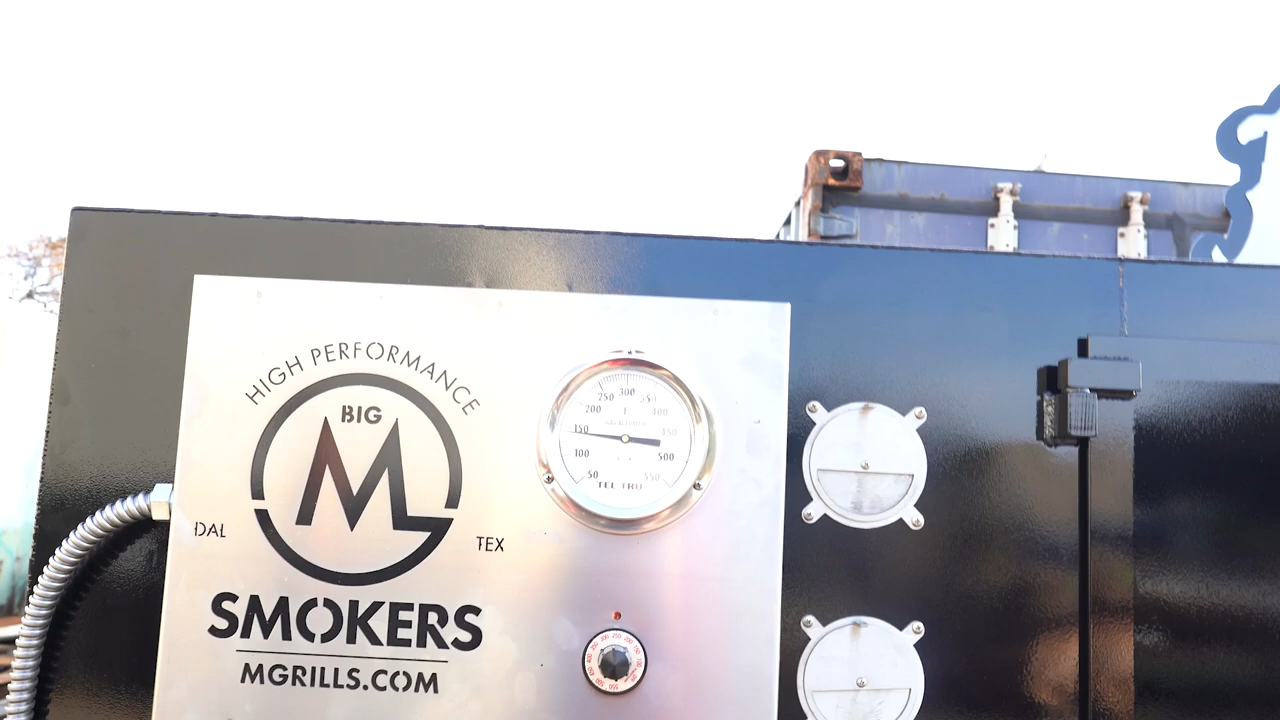 HIGH PERFORMANCE
BIG
M
DAL
TEX
SMOKERS
MGRILLS.COM
50
100
150
200
250
300
350
400
450
500
550
F
TEL TRU